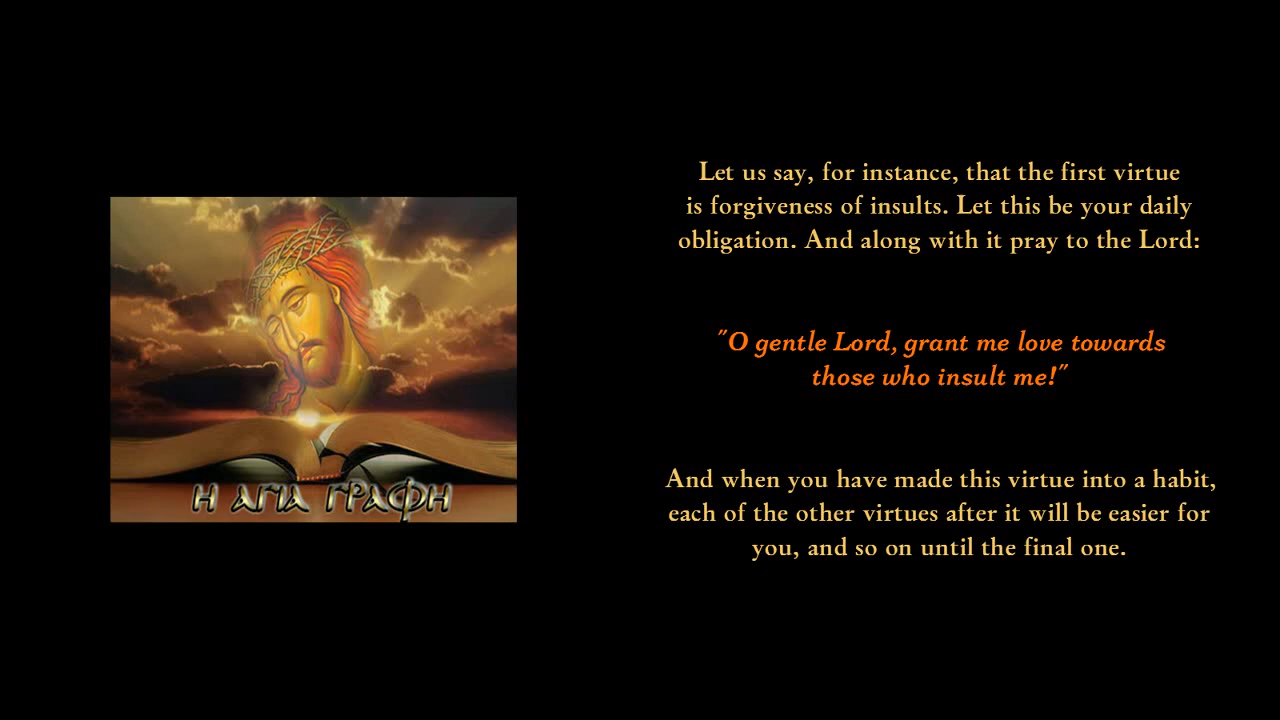 Let us say, for instance, that the first virtue
is forgiveness of insults. Let this be your daily
obligation. And along with it pray to the Lord:
"O gentle Lord, grant me love towards
those who insult me!"
And when you have made this virtue into a habit,
each of the other virtues after it will be easier for
you, and so on until the final one.
Η ΑΓΙΑ ΓΡΑΦΗ